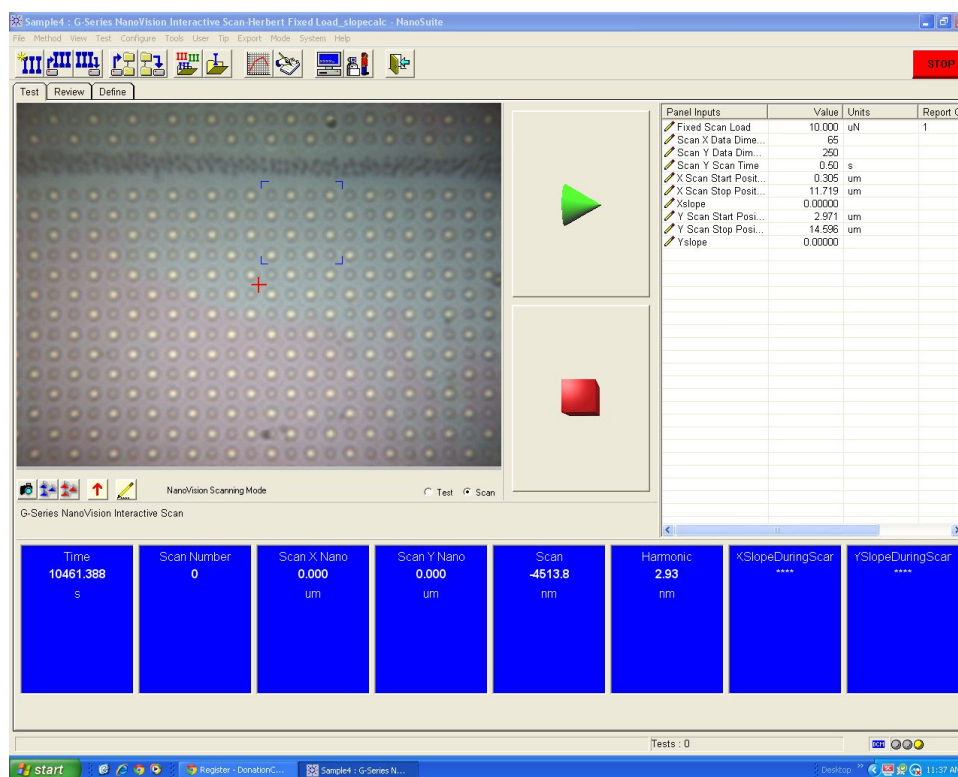 Sample4 : G-Series NanoVision Interactive Scan-Herbert Fixed Load_slopecalc - NanoSuite
File Method View Test Configure Tools User Tip Export Mode System Help
STOP
Test Review Define
Panel Inputs Value Units Report
Fixed Scan Load 10.000 uN 1
Scan X Data Dime... 65
Scan Y Data Dim... 250
Scan Y Scan Time 0.50 s
X Scan Start Posit... 0.305 um
X Scan Stop Posit... 11.719 um
Xslope 0.00000
Y Scan Start Posi... 2.971 um
Y Scan Stop Posi... 14.596 um
Yslope 0.00000
NanoVision Scanning Mode Test Scan
G-Series NanoVision Interactive Scan
Time Scan Number Scan X Nano Scan Y Nano Scan Harmonic XSlopeDuringScar YSlopeDuringScar
10461.388 0 0.000 0.000 -4513.8 2.93 **** ****
s um um nm nm
Tests : 0 DCM
start Register - DonationC... Sample4 : G-Series N... Desktop » 11:37 AM